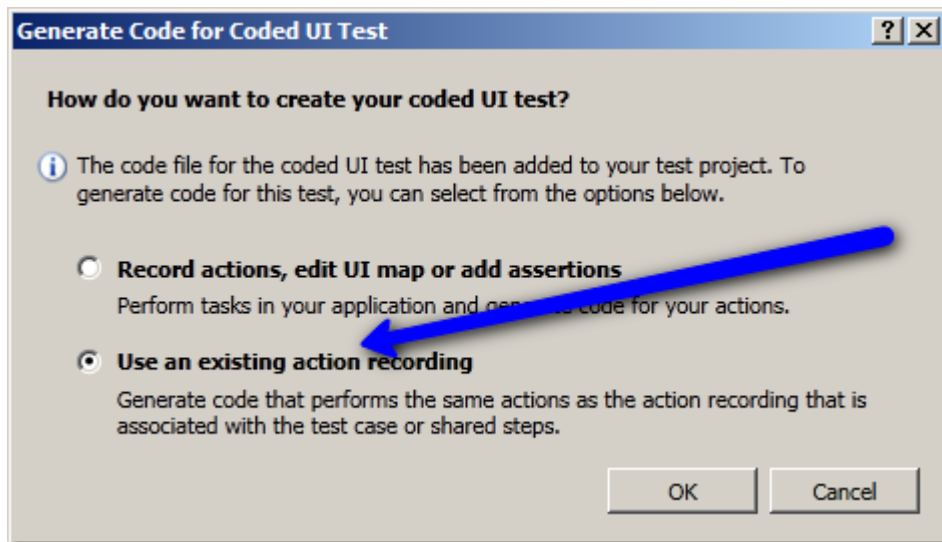 Generate Code for Coded UI Test
How do you want to create your coded UI test?
The code file for the coded UI test has been added to your test project. To
generate code for this test, you can select from the options below.
Record actions, edit UI map or add assertions
Perform tasks in your application and generate code for your actions.
Use an existing action recording
Generate code that performs the same actions as the action recording that is
associated with the test case or shared steps.
OK Cancel